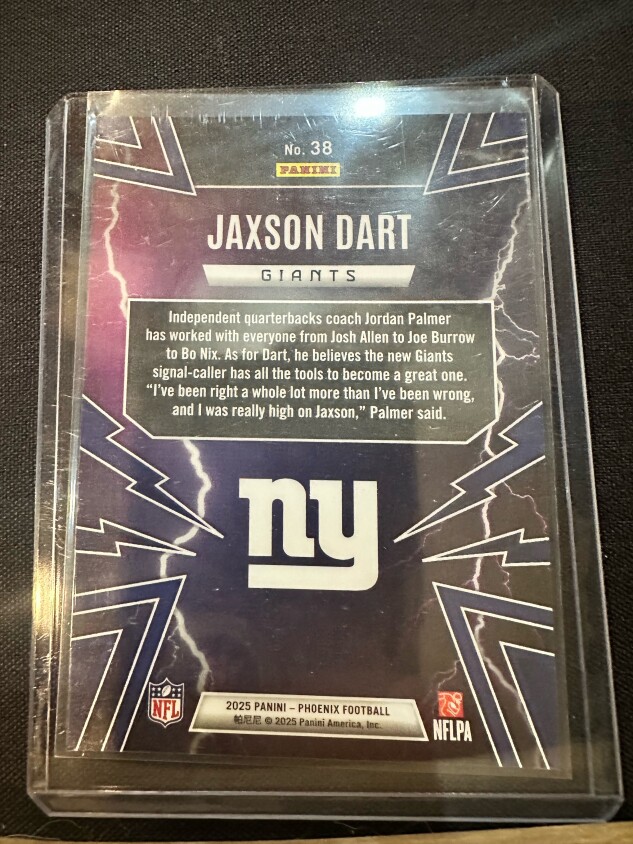 No. 38
PANINI
JAXSON DART
GIANTS
Independent quarterbacks coach Jordan Palmer
has worked with everyone from Josh Allen to Joe Burrow
to Bo Nix. As for Dart, he believes the new Giants
signal-caller has all the tools to become a great one.
“I’ve been right a whole lot more than I’ve been wrong,
and I was really high on Jaxson,” Palmer said.
ny
NFL
2025 PANINI – PHOENIX FOOTBALL
帕尼尼 © 2025 Panini America, Inc.
NFLPA